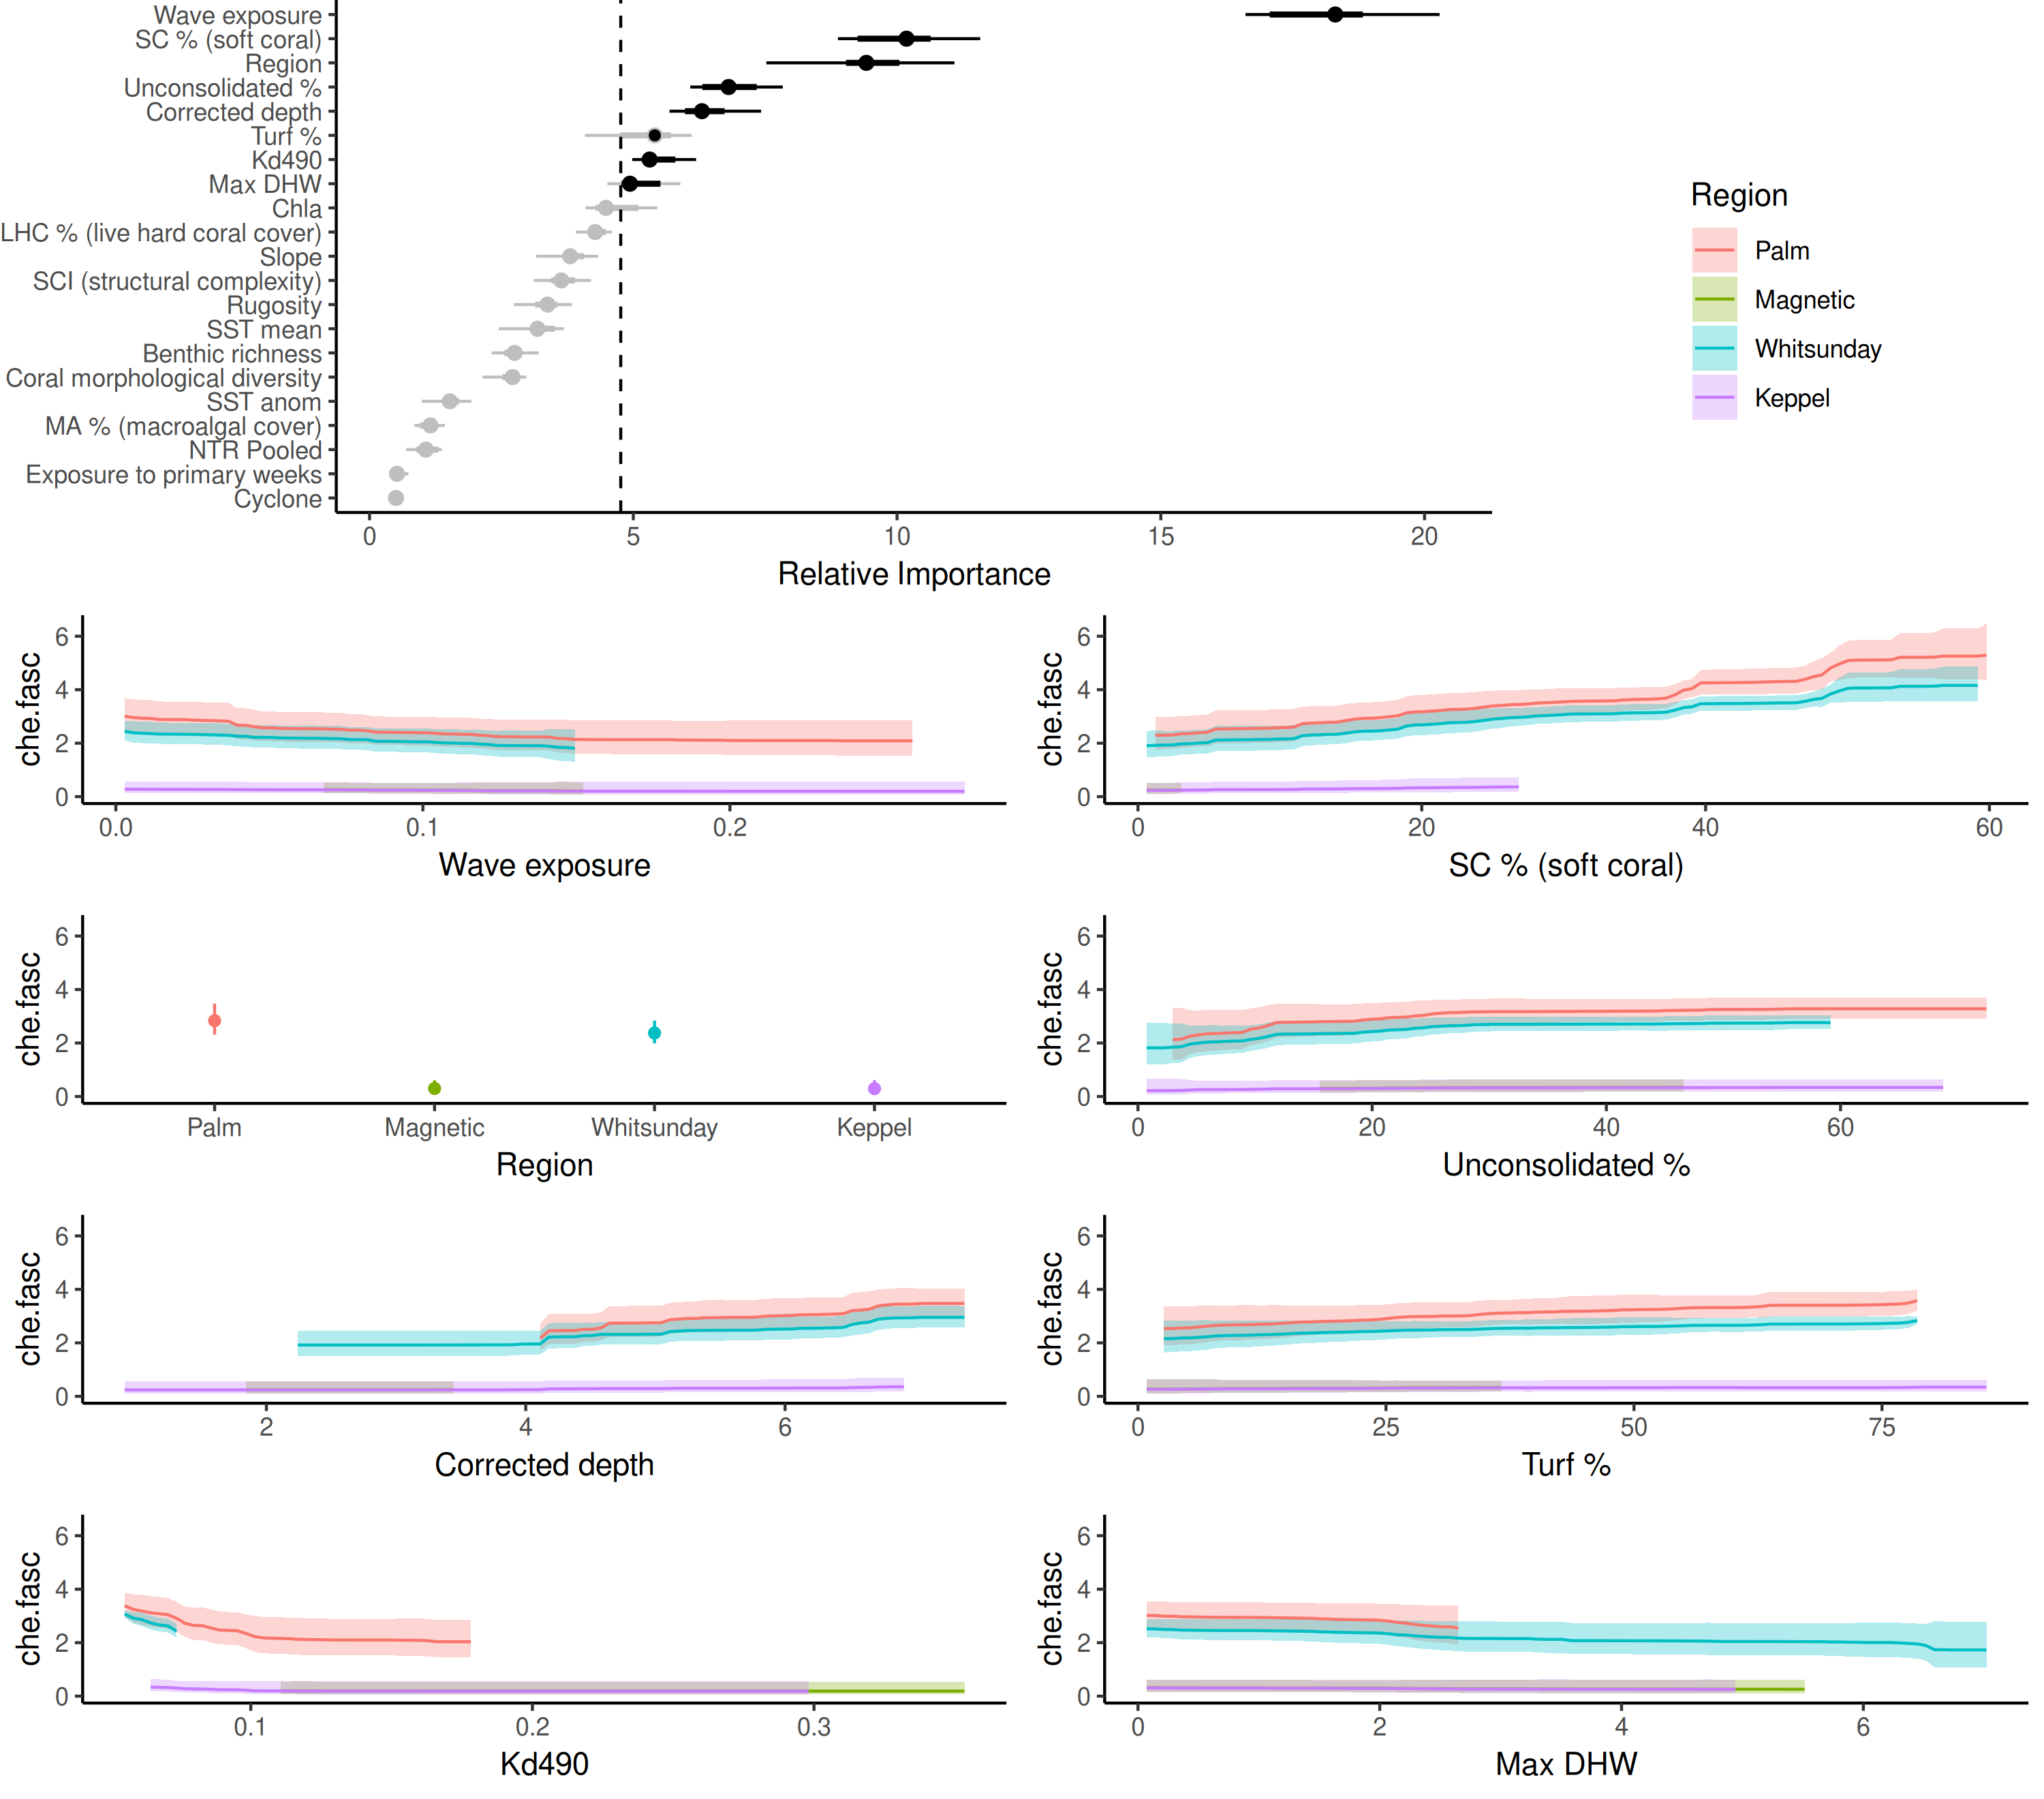 Wave exposure
SC % (soft coral)
Region
Unconsolidated %
Corrected depth
Turf %
Kd490
Max DHW
Chla
LHC % (live hard coral cover)
Slope
SCI (structural complexity)
Rugosity
SST mean
Benthic richness
Coral morphological diversity
SST anom
MA % (macroalgal cover)
NTR Pooled
Exposure to primary weeks
Cyclone
0 5 10 15 20
Relative Importance
Region
Palm
Magnetic
Whitsunday
Keppel
che.fasc
6
4
2
0
0.0 0.1 0.2
Wave exposure
che.fasc
6
4
2
0
0 20 40 60
SC % (soft coral)
che.fasc
6
4
2
0
Palm Magnetic Whitsunday Keppel
Region
che.fasc
6
4
2
0
0 20 40 60
Unconsolidated %
che.fasc
6
4
2
0
2 4 6
Corrected depth
che.fasc
6
4
2
0
0 25 50 75
Turf %
che.fasc
6
4
2
0
0.1 0.2 0.3
Kd490
che.fasc
6
4
2
0
0 2 4 6
Max DHW